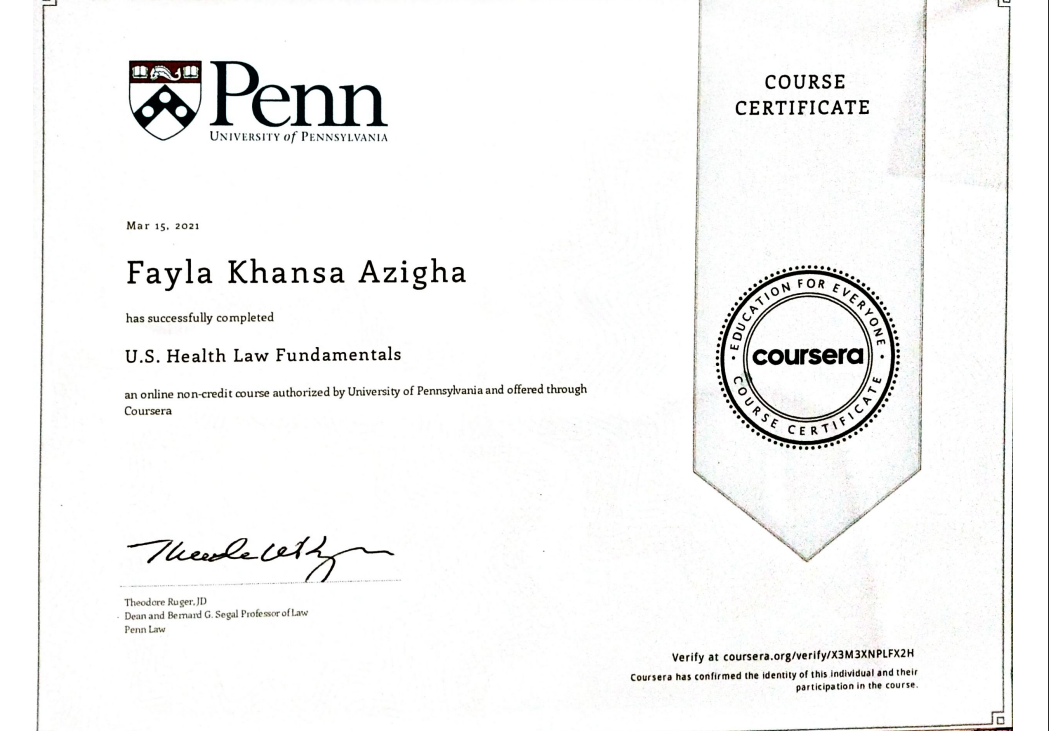 Penn
UNIVERSITY of PENNSYLVANIA
COURSE
CERTIFICATE
Mar 15, 2021
Fayla Khansa Azigha
has successfully completed
U.S. Health Law Fundamentals
an online non-credit course authorized by University of Pennsylvania and offered through
Coursera
EDUCATION FOR EVERYONE
coursera
COURSE CERTIFICATE
Theodore Ruger, JD
Dean and Bernard G. Segal Professor of Law
Penn Law
Verify at coursera.org/verify/X3M3XNPLFX2H
Coursera has confirmed the identity of this individual and their
participation in the course.